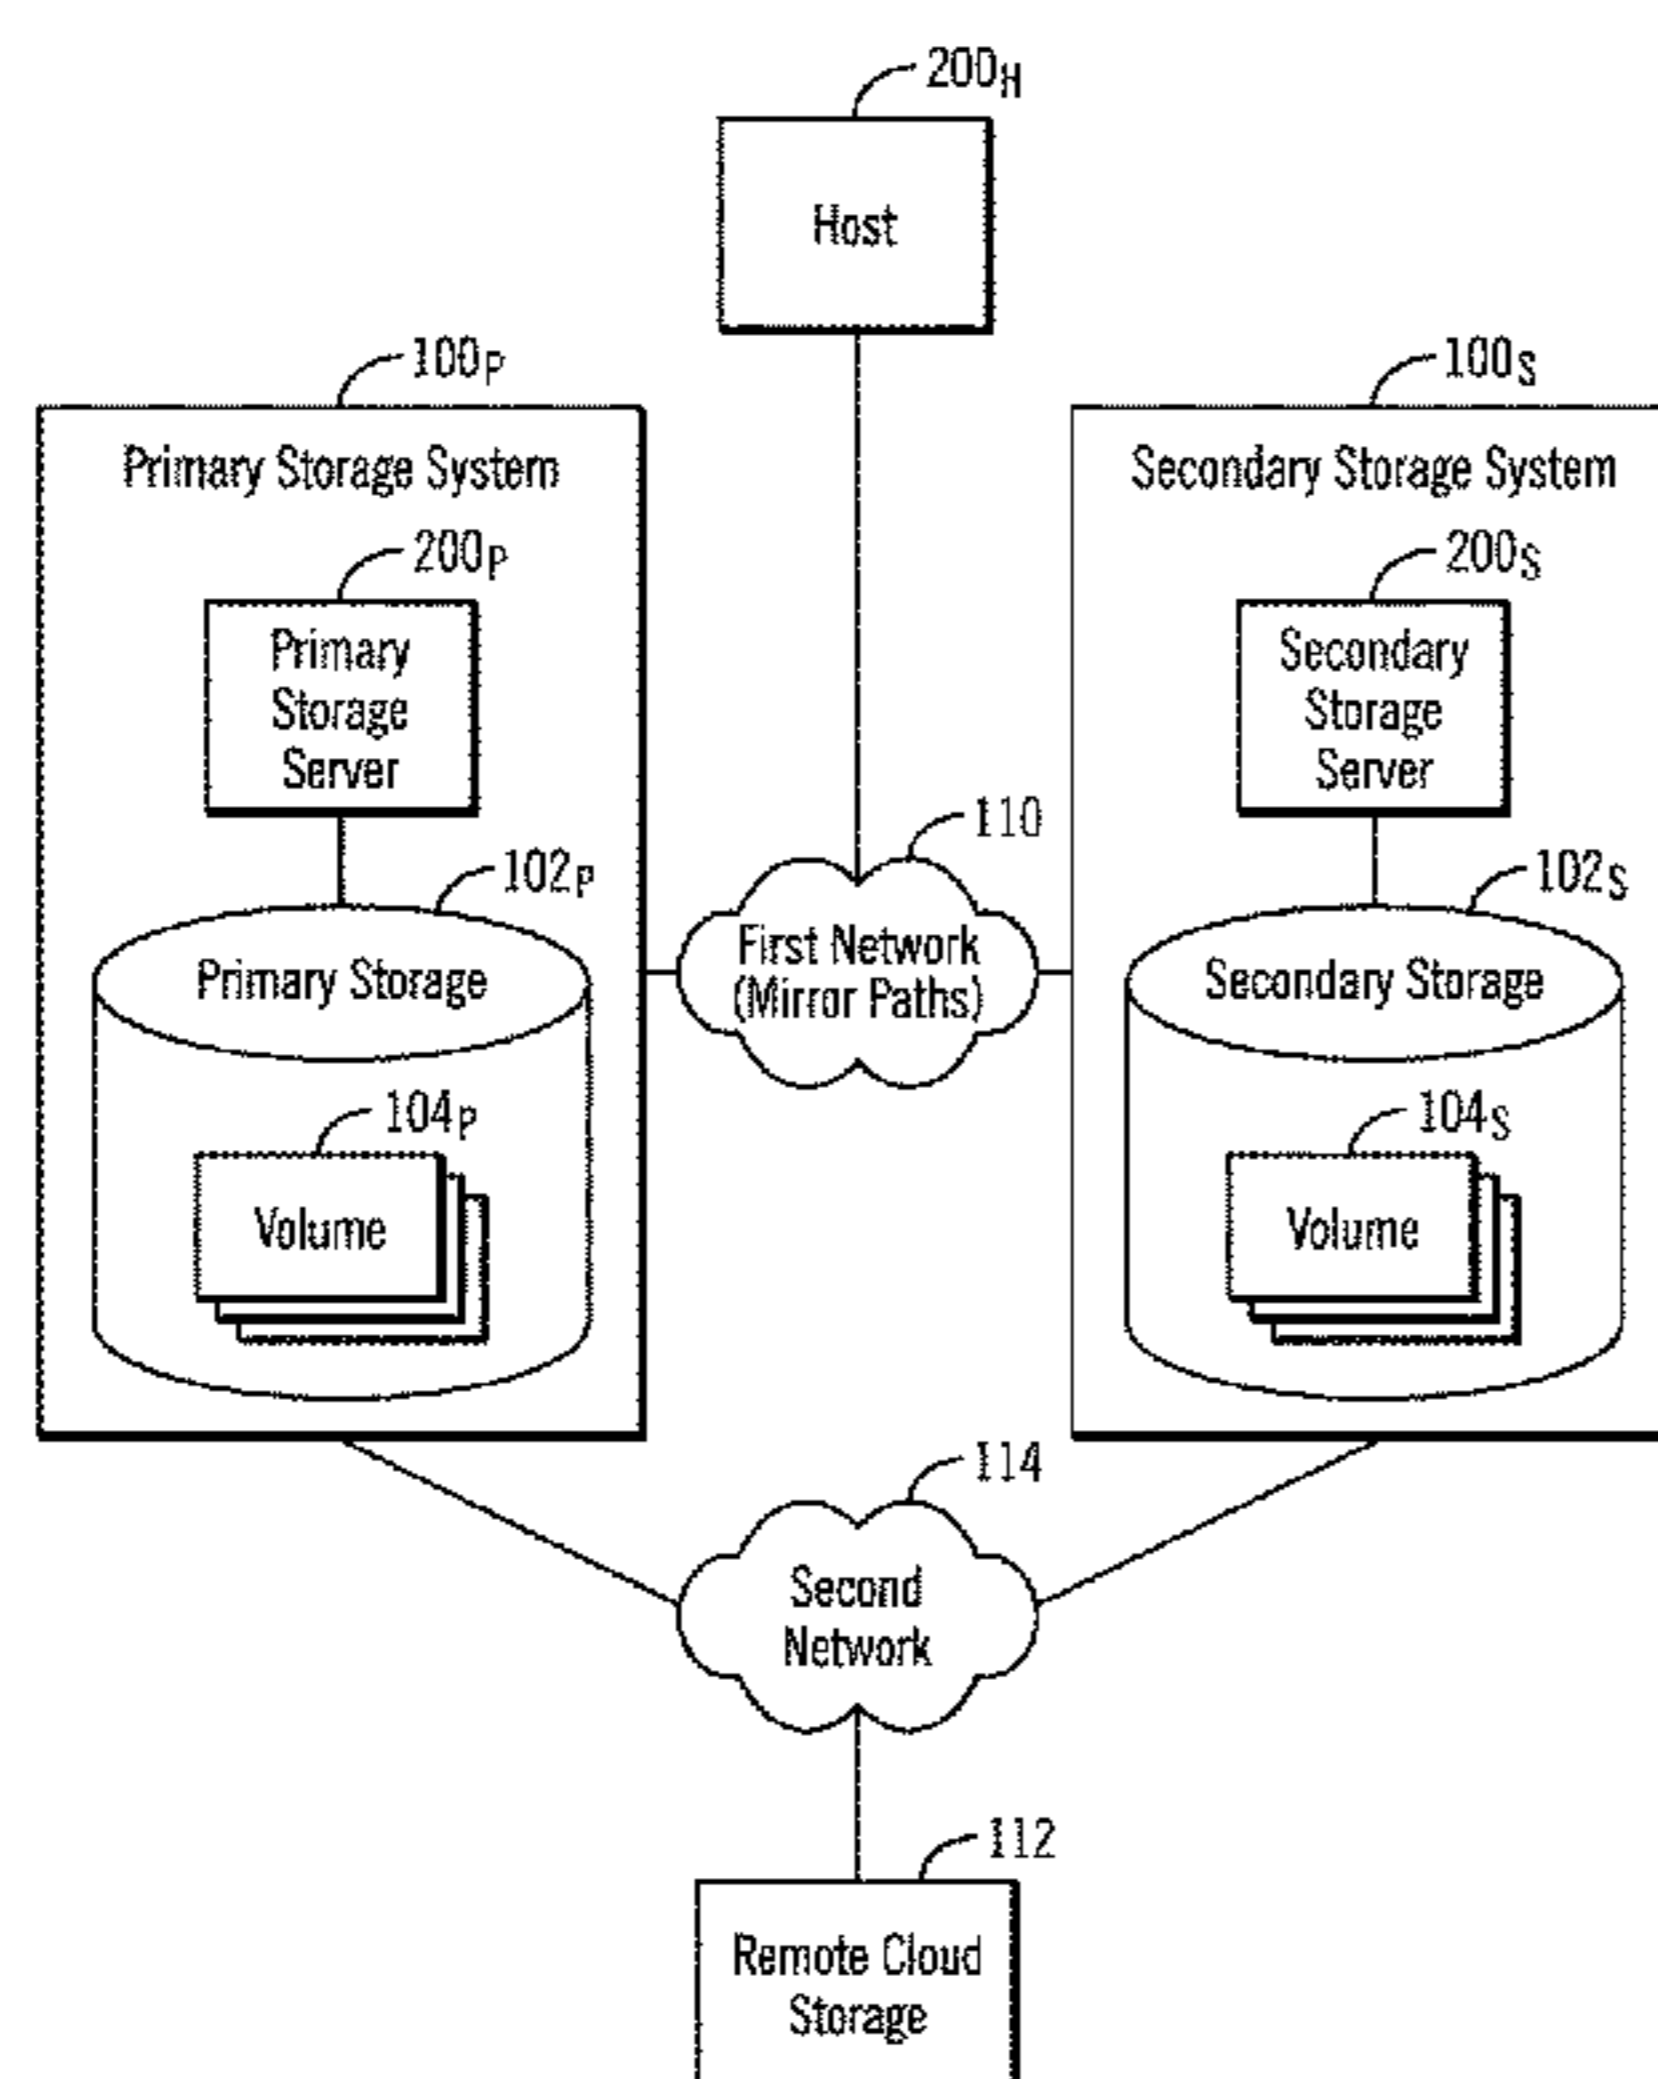 200H
Host
100P
100S
Primary Storage System
Secondary Storage System
200P
200S
Primary
Storage
Server
Secondary
Storage
Server
110
102P
102S
First Network
(Mirror Paths)
Primary Storage
Secondary Storage
104P
104S
Volume
Volume
114
Second
Network
112
Remote Cloud
Storage